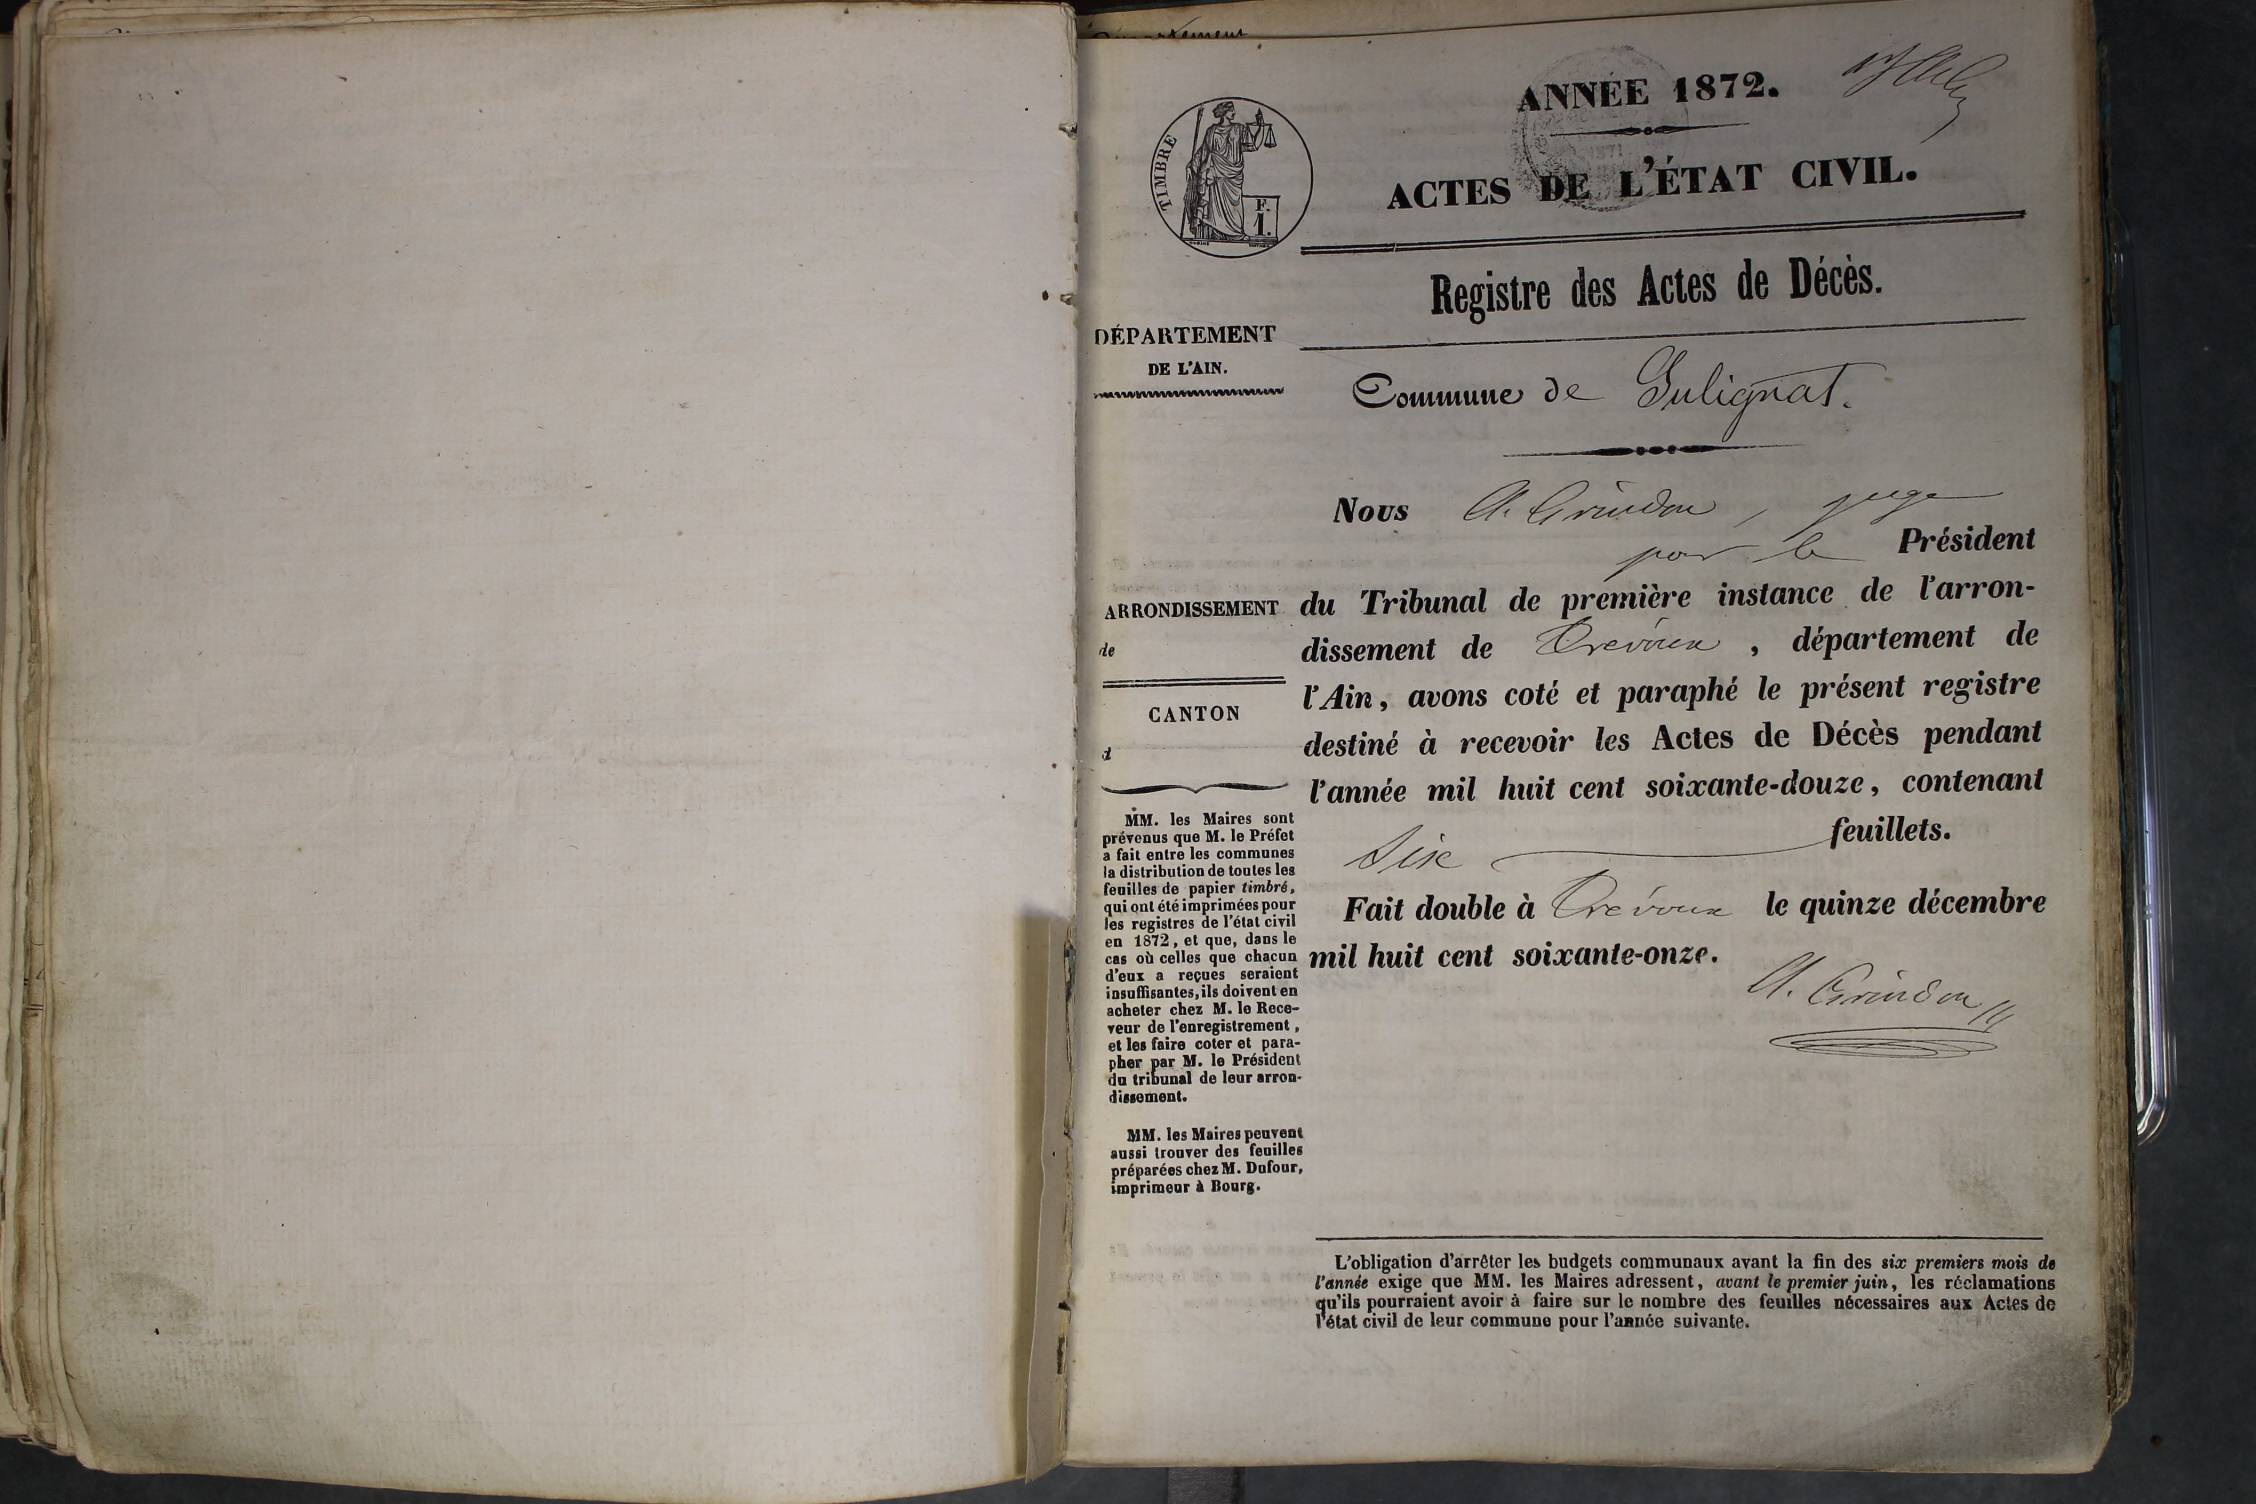 ANNÉE 1872.
TIMBRE
F.
1.
ACTES DE L'ÉTAT CIVIL.
Registre des Actes de Décès.
DÉPARTEMENT
DE L'AIN.
Commune de Sulignat.
Nous A. Grindon, juge
pour le Président
du Tribunal de première instance de l'arron-
dissement de Trévoux, département de
l'Ain, avons coté et paraphé le présent registre
destiné à recevoir les Actes de Décès pendant
l'année mil huit cent soixante-douze, contenant
Six feuillets.
Fait double à Trévoux le quinze décembre
mil huit cent soixante-onze.
A. Grindon
ARRONDISSEMENT
de
CANTON
d
MM. les Maires sont
prévenus que M. le Préfet
a fait entre les communes
la distribution de toutes les
feuilles de papier timbré,
qui ont été imprimées pour
les registres de l'état civil
en 1872, et que, dans le
cas où celles que chacun
d'eux a reçues seraient
insuffisantes, ils doivent en
acheter chez M. le Rece-
veur de l'enregistrement,
et les faire coter et para-
pher par M. le Président
du tribunal de leur arron-
dissement.
MM. les Maires peuvent
aussi trouver des feuilles
préparées chez M. Dufour,
imprimeur à Bourg.
L'obligation d'arrêter les budgets communaux avant la fin des six premiers mois de
l'année exige que MM. les Maires adressent, avant le premier juin, les réclamations
qu'ils pourraient avoir à faire sur le nombre des feuilles nécessaires aux Actes de
l'état civil de leur commune pour l'année suivante.